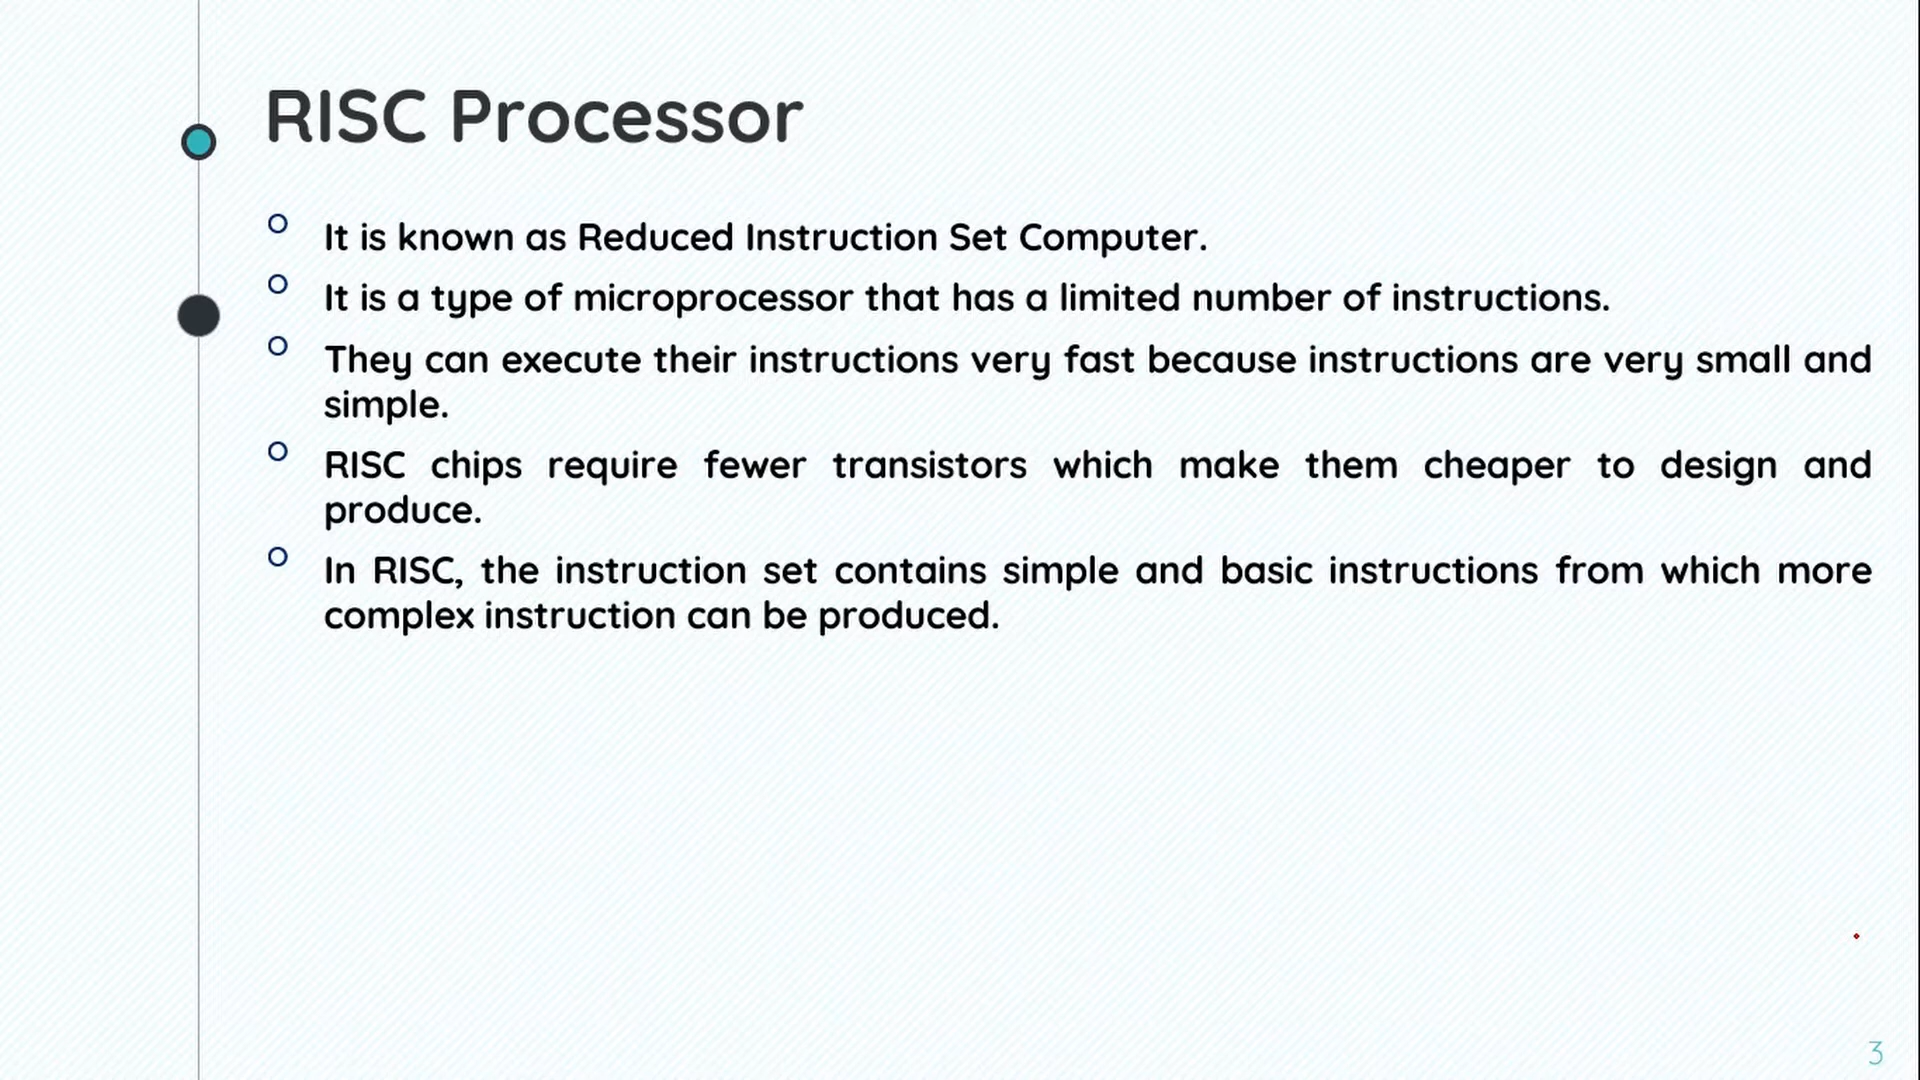 RISC Processor
It is known as Reduced Instruction Set Computer.
It is a type of microprocessor that has a limited number of instructions.
They can execute their instructions very fast because instructions are very small and
simple.
RISC chips require fewer transistors which make them cheaper to design and
produce.
In RISC, the instruction set contains simple and basic instructions from which more
complex instruction can be produced.
3